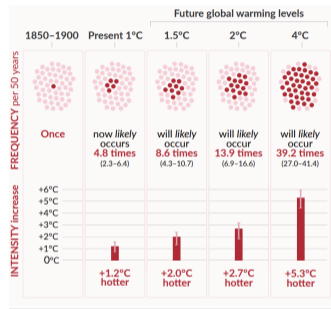 Future global warming levels
1850–1900 Present 1°C 1.5°C 2°C 4°C
FREQUENCY per 50 years
Once
now likely occurs 4.8 times (2.3–6.4)
will likely occur 8.6 times (4.3–10.7)
will likely occur 13.9 times (6.9–16.6)
will likely occur 39.2 times (27.0–41.4)
INTENSITY increase
+6°C
+5°C
+4°C
+3°C
+2°C
+1°C
0°C
+1.2°C hotter
+2.0°C hotter
+2.7°C hotter
+5.3°C hotter